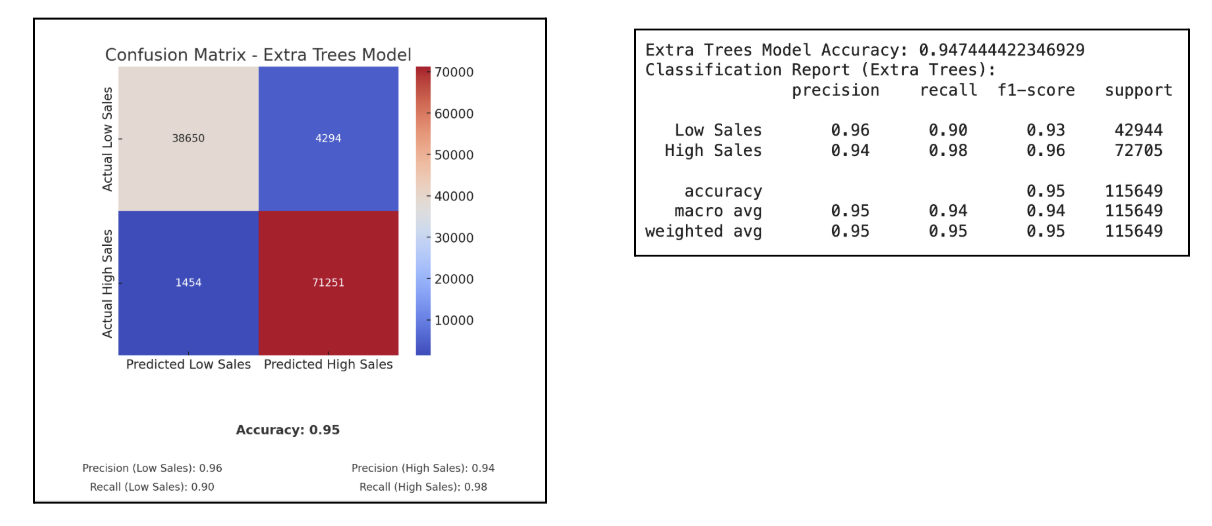 Confusion Matrix - Extra Trees Model
Actual Low Sales
Actual High Sales
38650 4294
1454 71251
Predicted Low Sales Predicted High Sales
70000
60000
50000
40000
30000
20000
10000
Accuracy: 0.95
Precision (Low Sales): 0.96 Precision (High Sales): 0.94
Recall (Low Sales): 0.90 Recall (High Sales): 0.98
Extra Trees Model Accuracy: 0.947444422346929
Classification Report (Extra Trees):
precision recall f1-score support
Low Sales 0.96 0.90 0.93 42944
High Sales 0.94 0.98 0.96 72705
accuracy 0.95 115649
macro avg 0.95 0.94 0.94 115649
weighted avg 0.95 0.95 0.95 115649